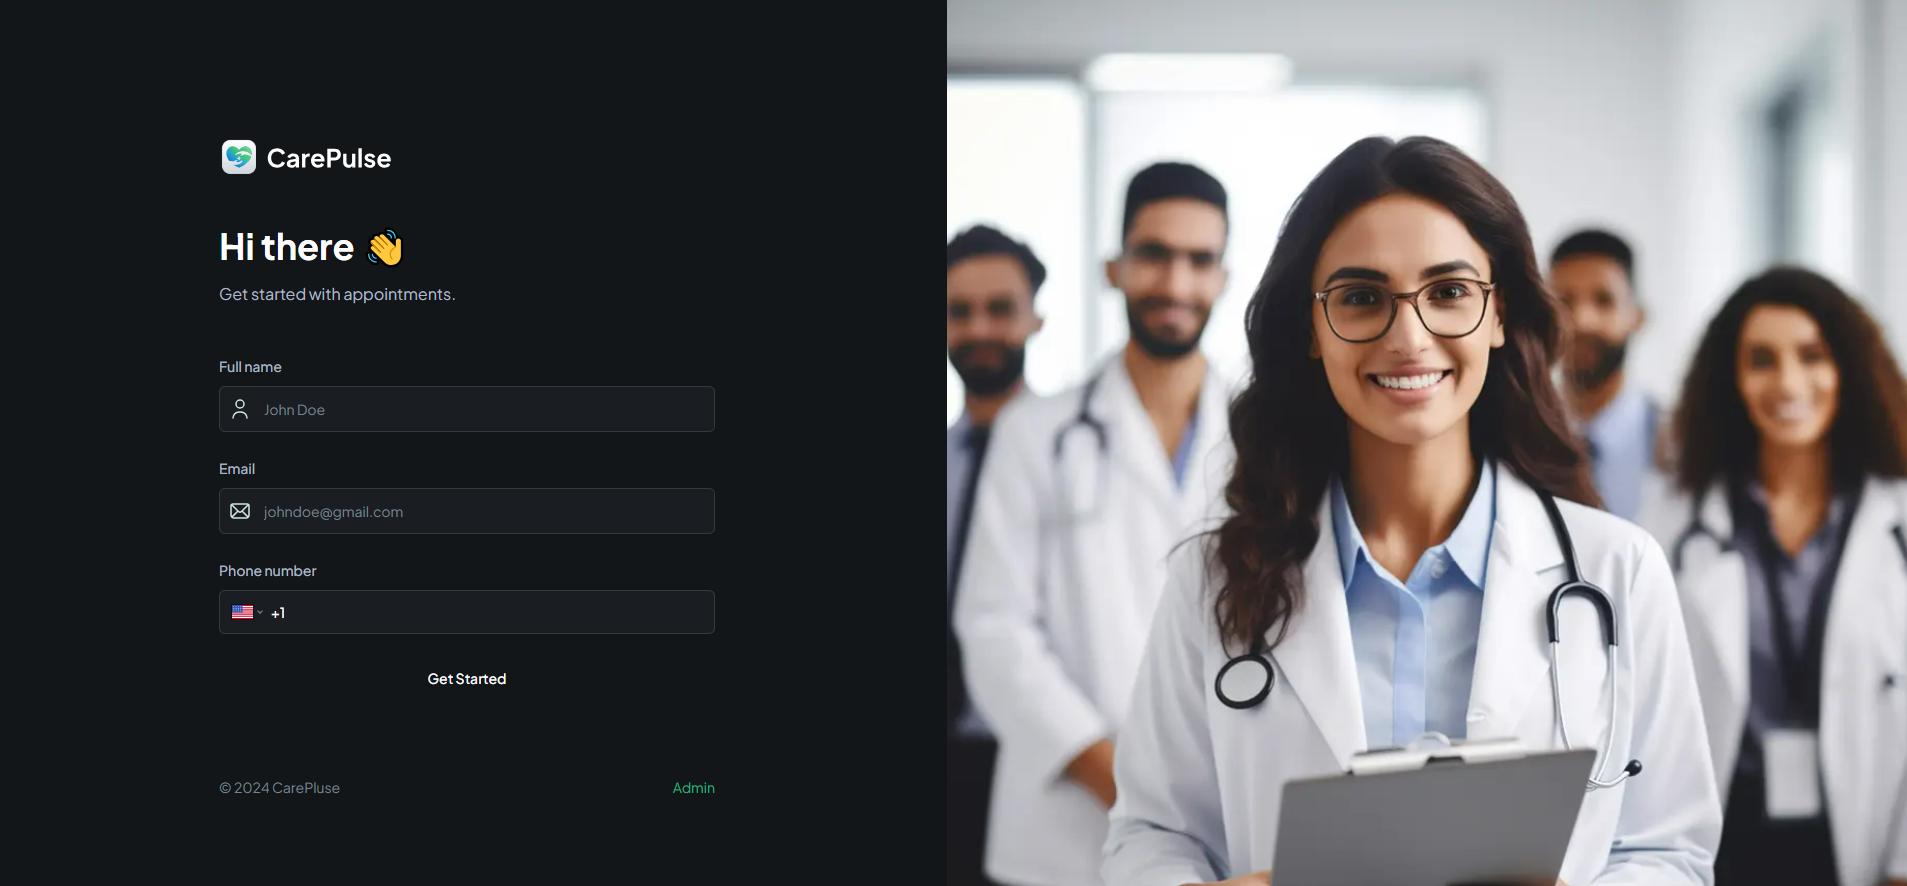 CarePulse
Hi there 👋
Get started with appointments.
Full name
John Doe
Email
johndoe@gmail.com
Phone number
+1
Get Started
© 2024 CarePluse
Admin